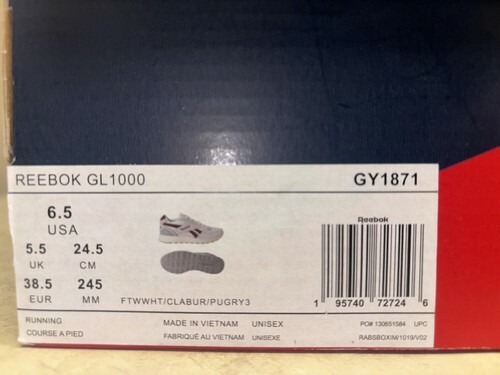 REEBOK GL1000 GY1871
6.5
USA
5.5 24.5
UK CM
38.5 245
EUR MM
FTWWHT/CLABUR/PUGRY3
Reebok
1 95740 72724 6
RUNNING MADE IN VIETNAM UNISEX PO# 130651584 UPC
COURSE A PIED FABRIQUÉ AU VIETNAM UNISEXE RABSBOXIM/1019/V02